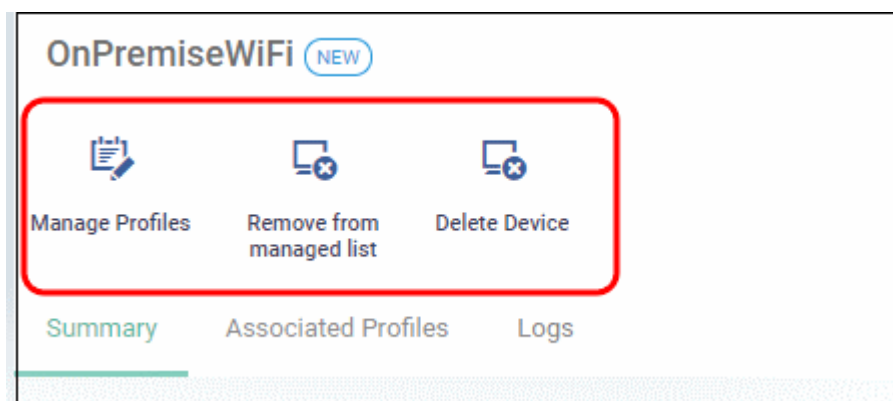 OnPremiseWiFi NEW
Manage Profiles Remove from Delete Device
managed list
Summary Associated Profiles Logs